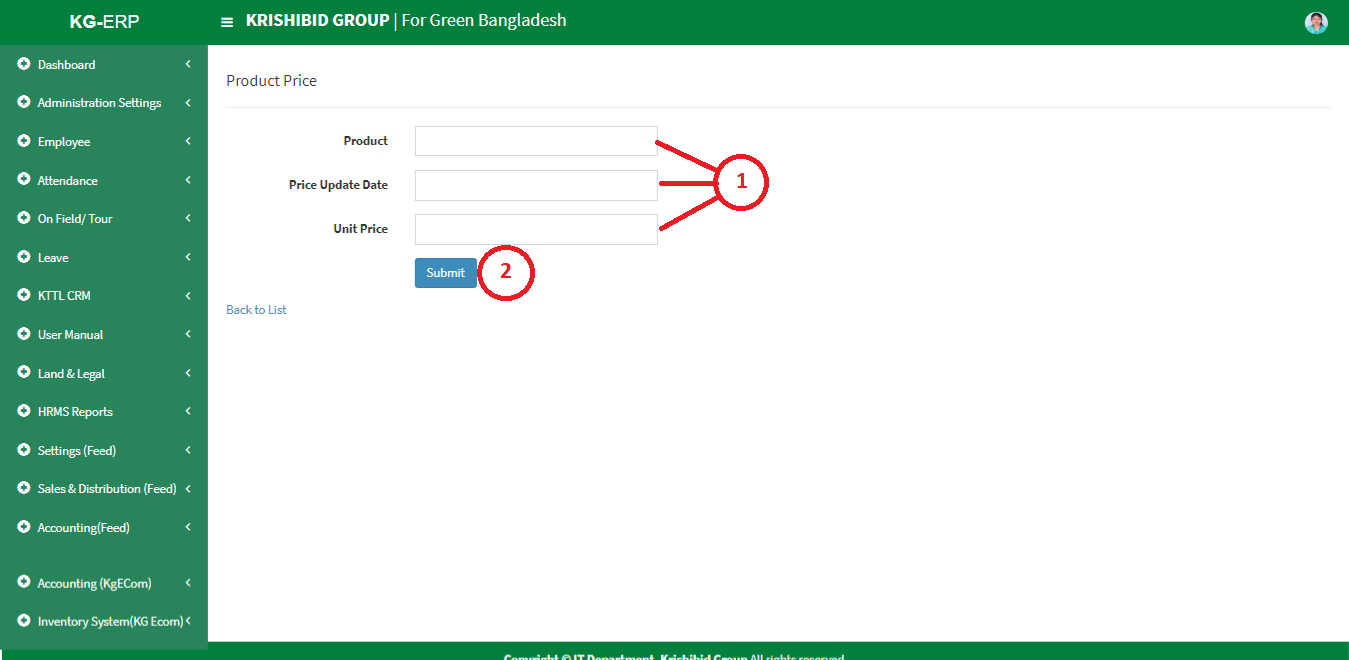 KG-ERP
KRISHIBID GROUP | For Green Bangladesh
Dashboard
Administration Settings
Employee
Attendance
On Field/ Tour
Leave
KTTL CRM
User Manual
Land & Legal
HRMS Reports
Settings (Feed)
Sales & Distribution (Feed)
Accounting(Feed)
Accounting (KgECom)
Inventory System(KG Ecom)
Product Price
Product
Price Update Date
Unit Price
1
Submit
2
Back to List
Copyright © IT Department, Krishibid Group All rights reserved